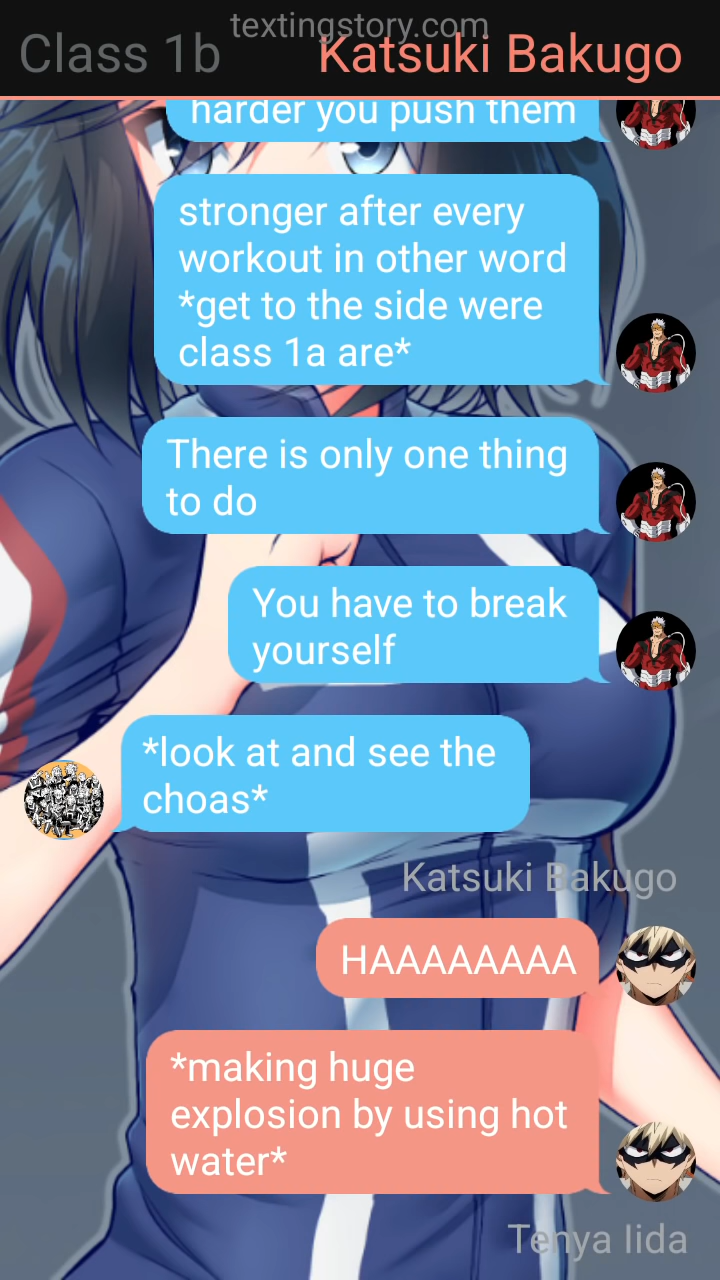 textingstory.com
Class 1b
Katsuki Bakugo
harder you push them
stronger after every
workout in other word
*get to the side were
class 1a are*
There is only one thing
to do
You have to break
yourself
*look at and see the
choas*
Katsuki Bakugo
HAAAAAAAA
*making huge
explosion by using hot
water*
Tenya Iida